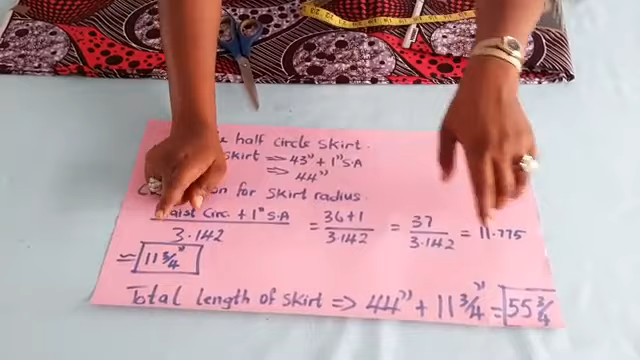 half Circle Skirt.
Skirt => 43" + 1" S.A
=> 44"
for Skirt radius.
Waist Circ. + 1" S.A / 3.142 = 36+1 / 3.142 = 37 / 3.142 = 11.775
≈ 11 3/4"
Total length of Skirt => 44" + 11 3/4" = 55 3/4